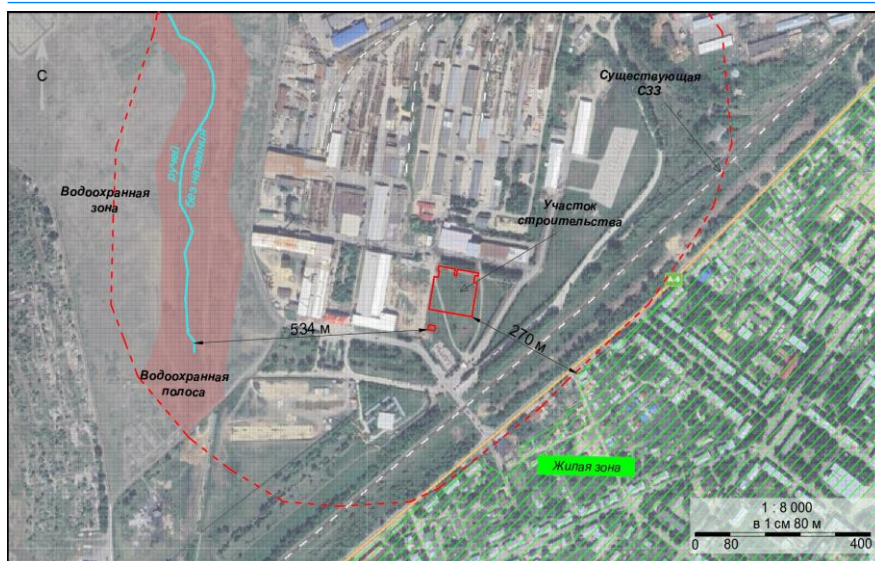 С
Существующая
СЗЗ
ручей
без названия
Водоохранная
зона
Участок
строительства
534 м
270 м
Водоохранная
полоса
Жилая зона
1 : 8 000
в 1 см 80 м
0 80 400